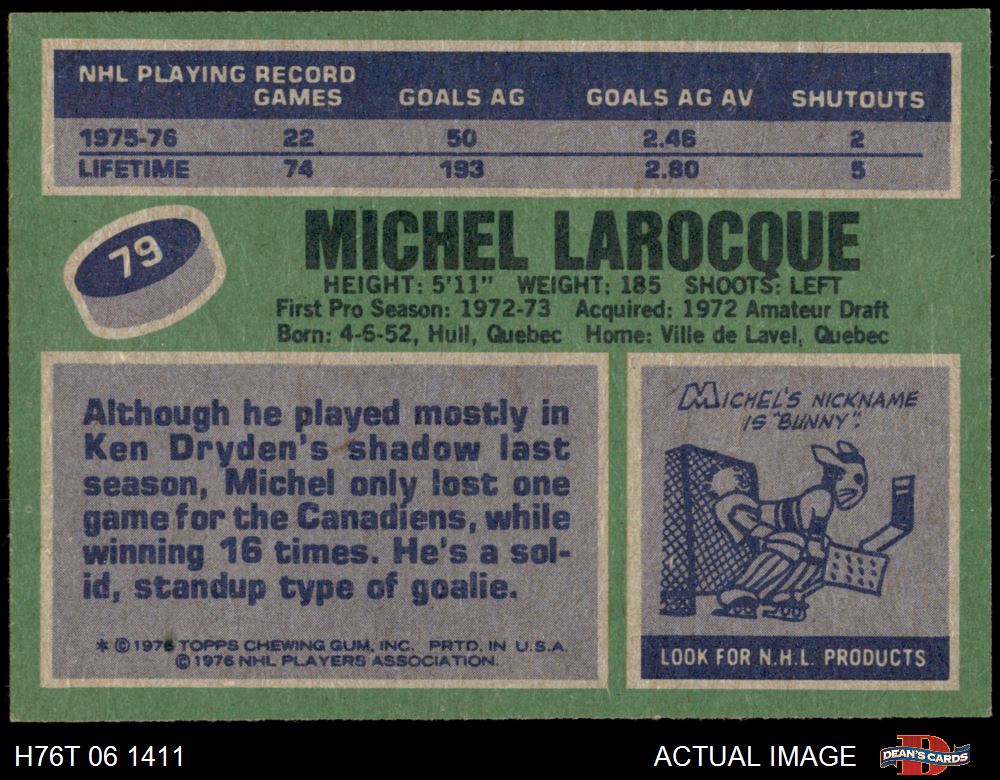 NHL PLAYING RECORD
GAMES GOALS AG GOALS AG AV SHUTOUTS
1975-76 22 50 2.46 2
LIFETIME 74 193 2.80 5
79
MICHEL LAROCQUE
HEIGHT: 5'11" WEIGHT: 185 SHOOTS: LEFT
First Pro Season: 1972-73 Acquired: 1972 Amateur Draft
Born: 4-6-52, Hull, Quebec Home: Ville de Lavel, Quebec
Although he played mostly in
Ken Dryden's shadow last
season, Michel only lost one
game for the Canadiens, while
winning 16 times. He's a sol-
id, standup type of goalie.
* © 1976 TOPPS CHEWING GUM, INC. PRTD. IN U.S.A.
© 1976 NHL PLAYERS ASSOCIATION.
MICHEL'S NICKNAME
IS "BUNNY".
LOOK FOR N.H.L. PRODUCTS
H76T 06 1411
ACTUAL IMAGE
DEAN'S CARDS